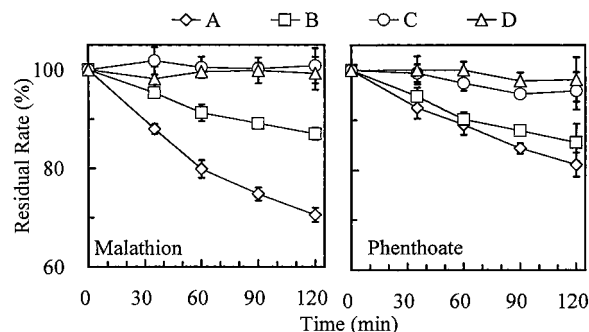 A B C D
Residual Rate (%)
100
80
60
Malathion
Phenthoate
0 30 60 90 120 0 30 60 90 120
Time (min)